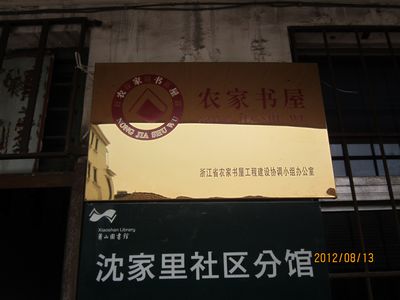 农家书屋
NONG JIA SHU WU
农家书屋
NONG JIA SHU WU
浙江省农家书屋工程建设协调小组办公室
Xiaoshan Library
萧山图书馆
沈家里社区分馆
2012/08/13